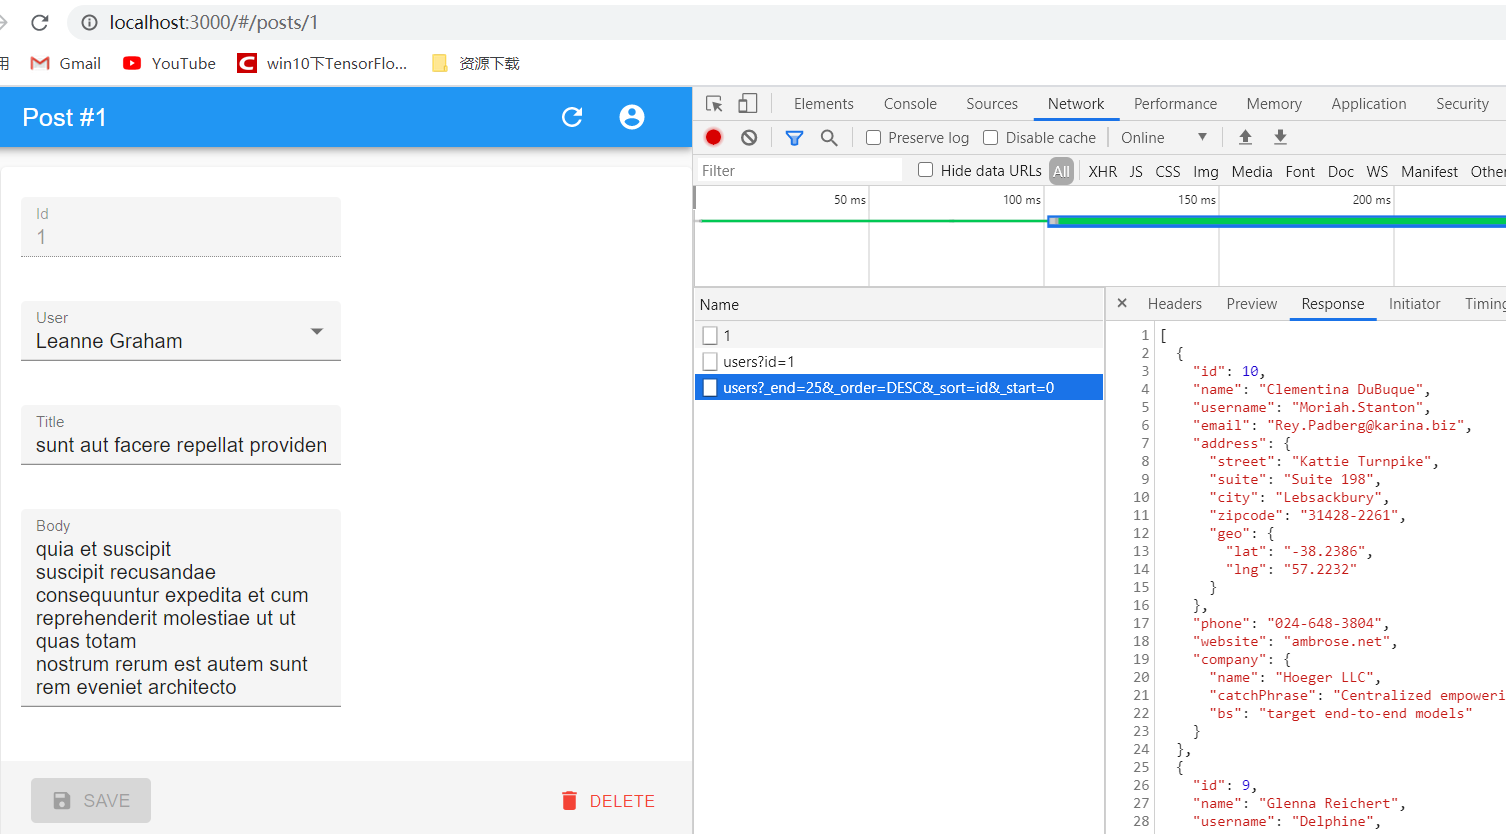 localhost:3000/#/posts/1
用 Gmail YouTube win10下TensorFlo... 资源下载
Post #1
Id
1
User
Leanne Graham
Title
sunt aut facere repellat providen
Body
quia et suscipit
suscipit recusandae
consequuntur expedita et cum
reprehenderit molestiae ut ut
quas totam
nostrum rerum est autem sunt
rem eveniet architecto
SAVE DELETE
Elements Console Sources Network Performance Memory Application Security
Preserve log Disable cache Online
Filter Hide data URLs All XHR JS CSS Img Media Font Doc WS Manifest Other
50 ms 100 ms 150 ms 200 ms
Name
1
users?id=1
users?_end=25&_order=DESC&_sort=id&_start=0
× Headers Preview Response Initiator Timing
1 [
2 {
3 "id": 10,
4 "name": "Clementina DuBuque",
5 "username": "Moriah.Stanton",
6 "email": "Rey.Padberg@karina.biz",
7 "address": {
8 "street": "Kattie Turnpike",
9 "suite": "Suite 198",
10 "city": "Lebsackbury",
11 "zipcode": "31428-2261",
12 "geo": {
13 "lat": "-38.2386",
14 "lng": "57.2232"
15 }
16 },
17 "phone": "024-648-3804",
18 "website": "ambrose.net",
19 "company": {
20 "name": "Hoeger LLC",
21 "catchPhrase": "Centralized empoweri
22 "bs": "target end-to-end models"
23 }
24 },
25 {
26 "id": 9,
27 "name": "Glenna Reichert",
28 "username": "Delphine",